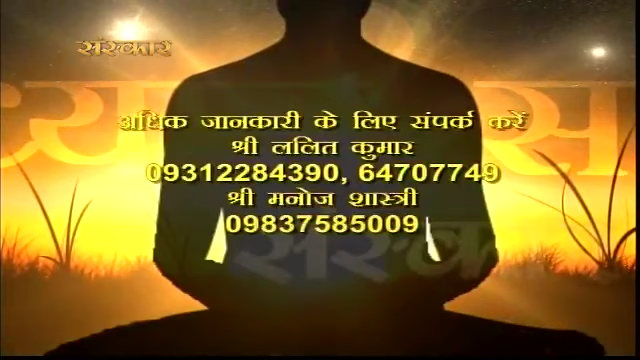 संस्कार
अधिक जानकारी के लिए संपर्क करें
श्री ललित कुमार
09312284390, 64707749
श्री मनोज शास्त्री
09837585009
संस्कार